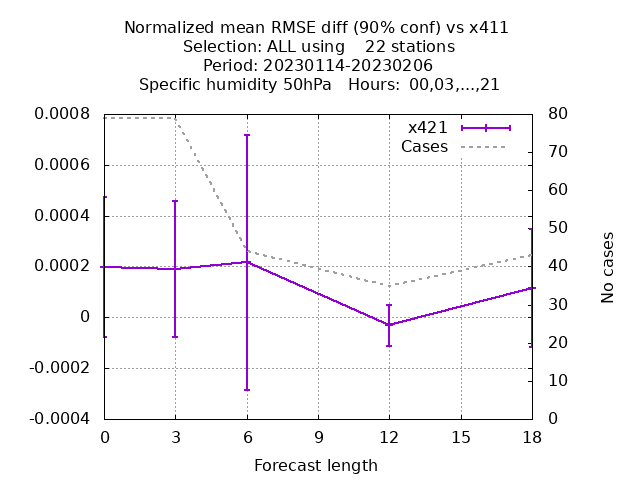 Normalized mean RMSE diff (90% conf) vs x411
Selection: ALL using    22 stations
Period: 20230114-20230206
Specific humidity 50hPa   Hours: 00,03,...,21
x421
Cases
0.0008
0.0006
0.0004
0.0002
0
-0.0002
-0.0004
80
70
60
50
40
30
20
10
0
No cases
0 3 6 9 12 15 18
Forecast length